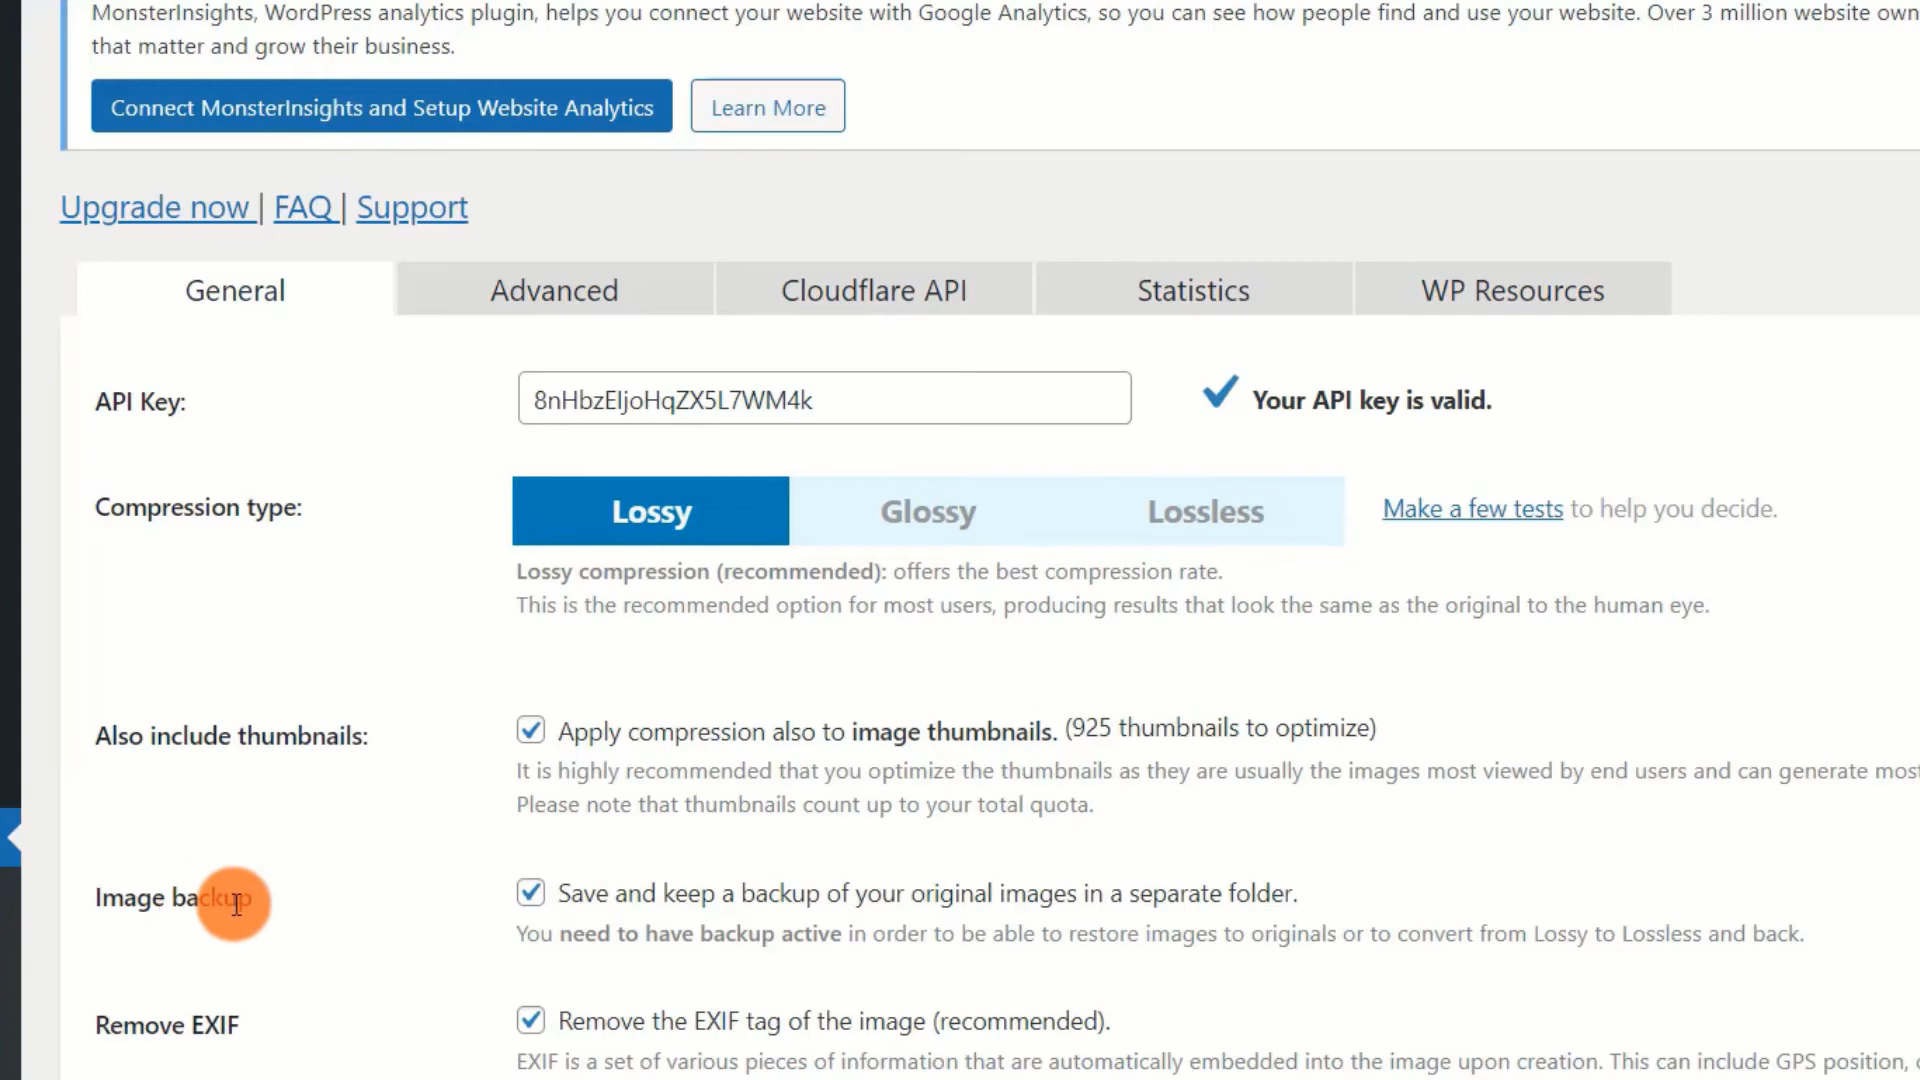 MonsterInsights, WordPress analytics plugin, helps you connect your website with Google Analytics, so you can see how people find and use your website. Over 3 million website own
that matter and grow their business.
Connect MonsterInsights and Setup Website Analytics
Learn More
Upgrade now | FAQ | Support
General
Advanced
Cloudflare API
Statistics
WP Resources
API Key:
8nHbzEIjoHqZX5L7WM4k
Your API key is valid.
Compression type:
Lossy
Glossy
Lossless
Make a few tests to help you decide.
Lossy compression (recommended): offers the best compression rate.
This is the recommended option for most users, producing results that look the same as the original to the human eye.
Also include thumbnails:
Apply compression also to image thumbnails. (925 thumbnails to optimize)
It is highly recommended that you optimize the thumbnails as they are usually the images most viewed by end users and can generate most
Please note that thumbnails count up to your total quota.
Image backup
Save and keep a backup of your original images in a separate folder.
You need to have backup active in order to be able to restore images to originals or to convert from Lossy to Lossless and back.
Remove EXIF
Remove the EXIF tag of the image (recommended).
EXIF is a set of various pieces of information that are automatically embedded into the image upon creation. This can include GPS position,